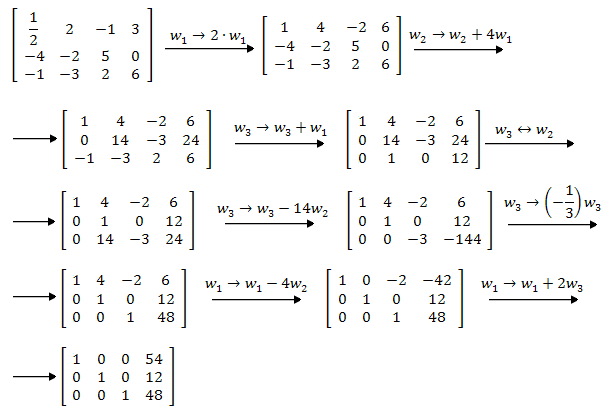 [ 1/2 2 −1 3 ] w₁ → 2 · w₁ [ 1 4 −2 6 ] w₂ → w₂ + 4w₁
[ −4 −2 5 0 ] [ −4 −2 5 0 ]
[ −1 −3 2 6 ] [ −1 −3 2 6 ]
[ 1 4 −2 6 ] w₃ → w₃ + w₁ [ 1 4 −2 6 ] w₃ ↔ w₂
[ 0 14 −3 24 ] [ 0 14 −3 24 ]
[ −1 −3 2 6 ] [ 0 1 0 12 ]
[ 1 4 −2 6 ] w₃ → w₃ − 14w₂ [ 1 4 −2 6 ] w₃ → (−1/3) w₃
[ 0 1 0 12 ] [ 0 1 0 12 ]
[ 0 14 −3 24 ] [ 0 0 −3 −144 ]
[ 1 4 −2 6 ] w₁ → w₁ − 4w₂ [ 1 0 −2 −42 ] w₁ → w₁ + 2w₃
[ 0 1 0 12 ] [ 0 1 0 12 ]
[ 0 0 1 48 ] [ 0 0 1 48 ]
[ 1 0 0 54 ]
[ 0 1 0 12 ]
[ 0 0 1 48 ]